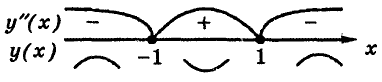 y''(x) − + −
y(x) −1 1 x